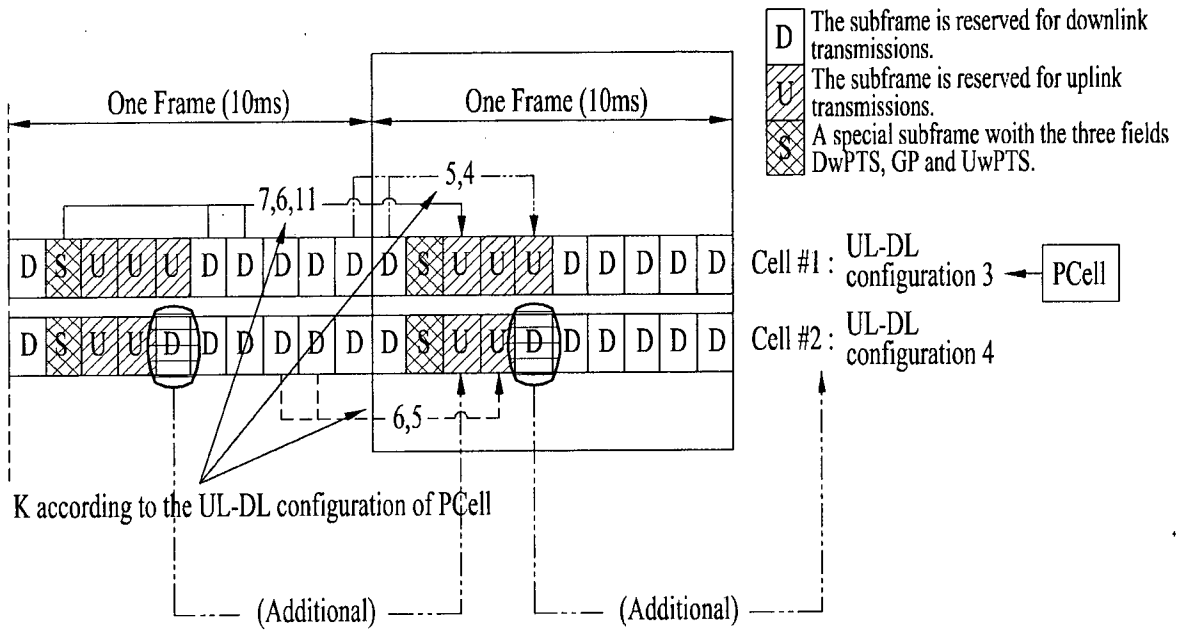 D The subframe is reserved for downlink
transmissions.
U The subframe is reserved for uplink
transmissions.
S A special subframe woith the three fields
DwPTS, GP and UwPTS.
One Frame (10ms) One Frame (10ms)
5,4
7,6,11
D S U U U D D D D D D S U U U D D D D D Cell #1 : UL-DL
configuration 3 PCell
D S U U D D D D D D D S U U D D D D D D Cell #2 : UL-DL
configuration 4
6,5
K according to the UL-DL configuration of PCell
(Additional) (Additional)